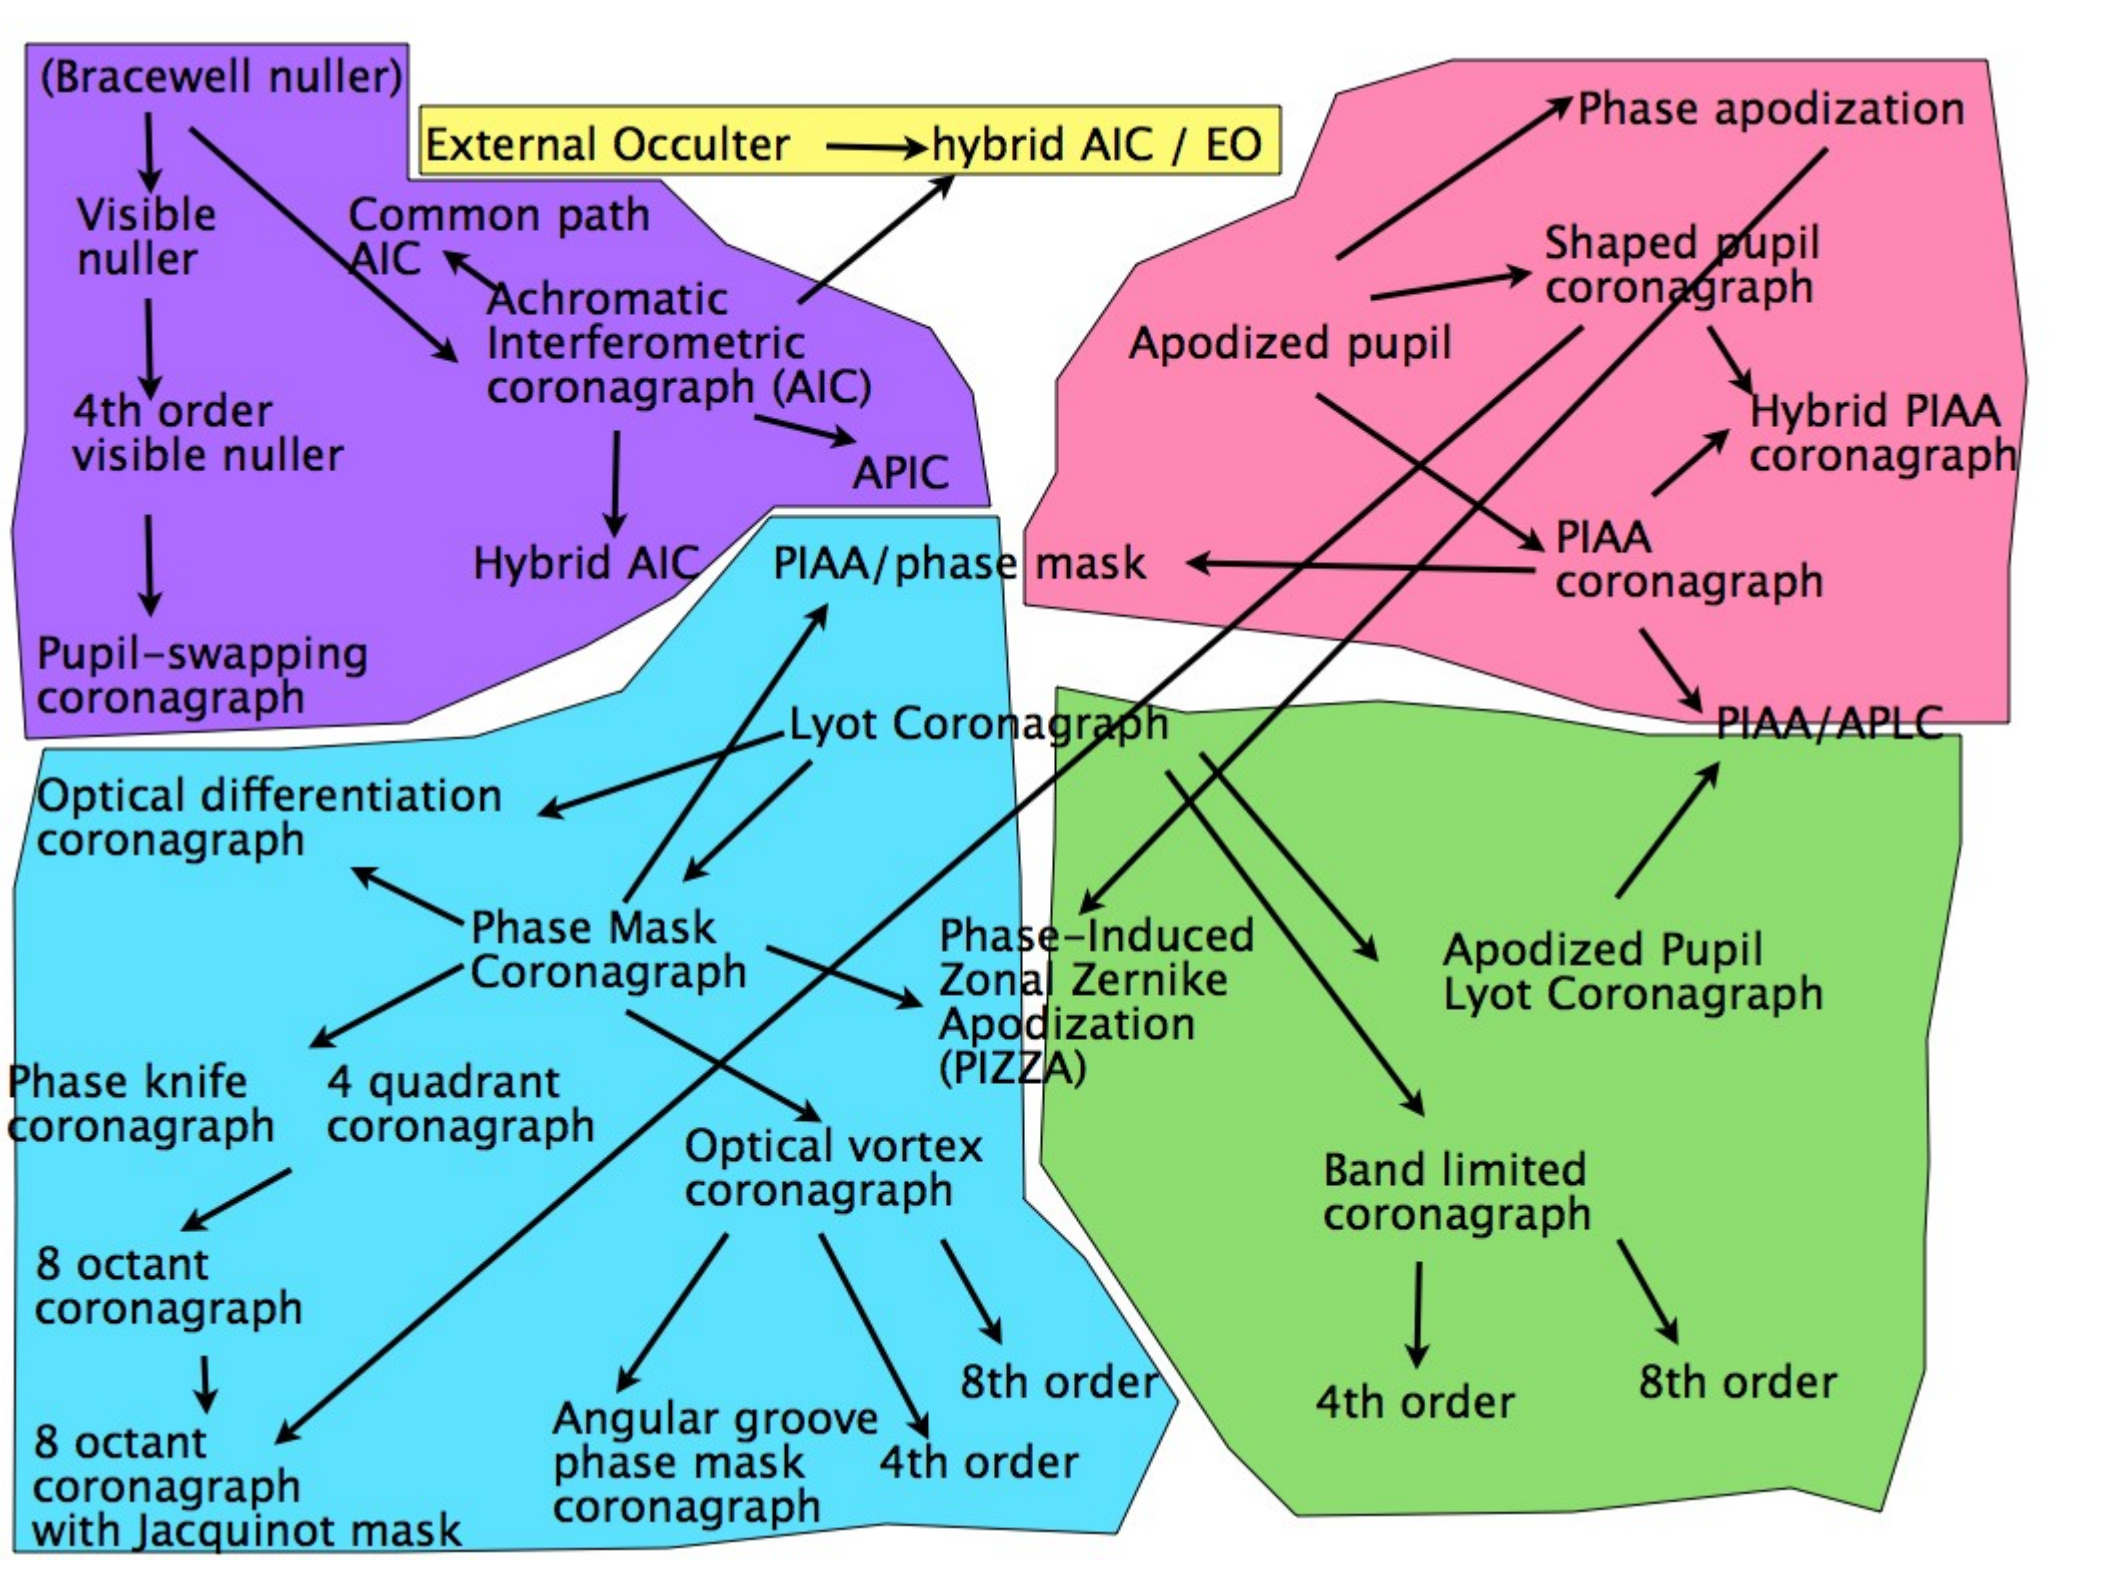 (Bracewell nuller)
External Occulter
hybrid AIC / EO
Visible
nuller
Common path
AIC
Achromatic
Interferometric
coronagraph (AIC)
4th order
visible nuller
APIC
Hybrid AIC
Pupil-swapping
coronagraph
Phase apodization
Shaped pupil
coronagraph
Apodized pupil
Hybrid PIAA
coronagraph
PIAA
coronagraph
PIAA/phase mask
PIAA/APLC
Lyot Coronagraph
Optical differentiation
coronagraph
Phase Mask
Coronagraph
Phase-Induced
Zonal Zernike
Apodization
(PIZZA)
Apodized Pupil
Lyot Coronagraph
Phase knife
coronagraph
4 quadrant
coronagraph
Optical vortex
coronagraph
Band limited
coronagraph
8 octant
coronagraph
8th order
4th order
8th order
Angular groove
phase mask
coronagraph
4th order
8 octant
coronagraph
with Jacquinot mask